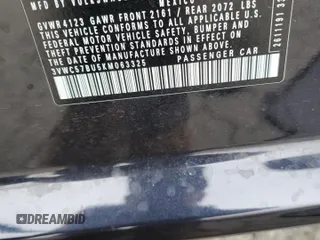 MFD BY VOLKSWAGEN
MEXICO
GVWR 4123 GAWR FRONT 2161 / REAR 2072 LBS
THIS VEHICLE CONFORMS TO ALL APPLICABLE
FEDERAL MOTOR VEHICLE SAFETY, BUMPER AND
THEFT PREVENTION STANDARDS IN EFFECT ON
THE DATE OF MANUFACTURE SHOWN ABOVE.
3VWC57BU5KM063325 PASSENGER CAR
DREAMBID